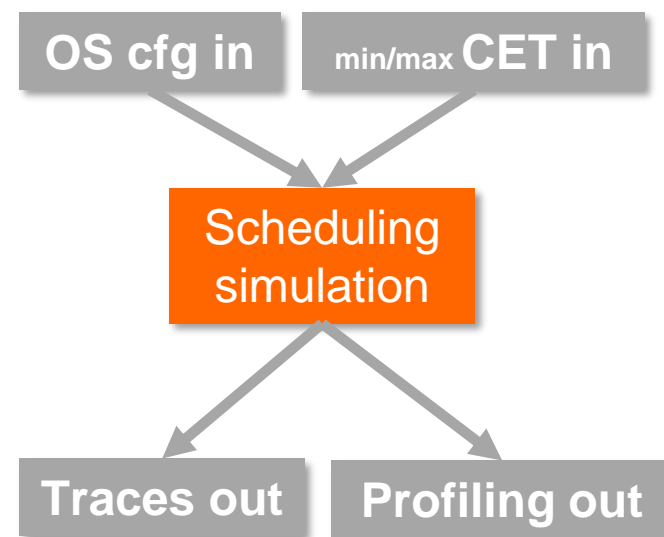 OS cfg in
min/max CET in
Scheduling
simulation
Traces out
Profiling out